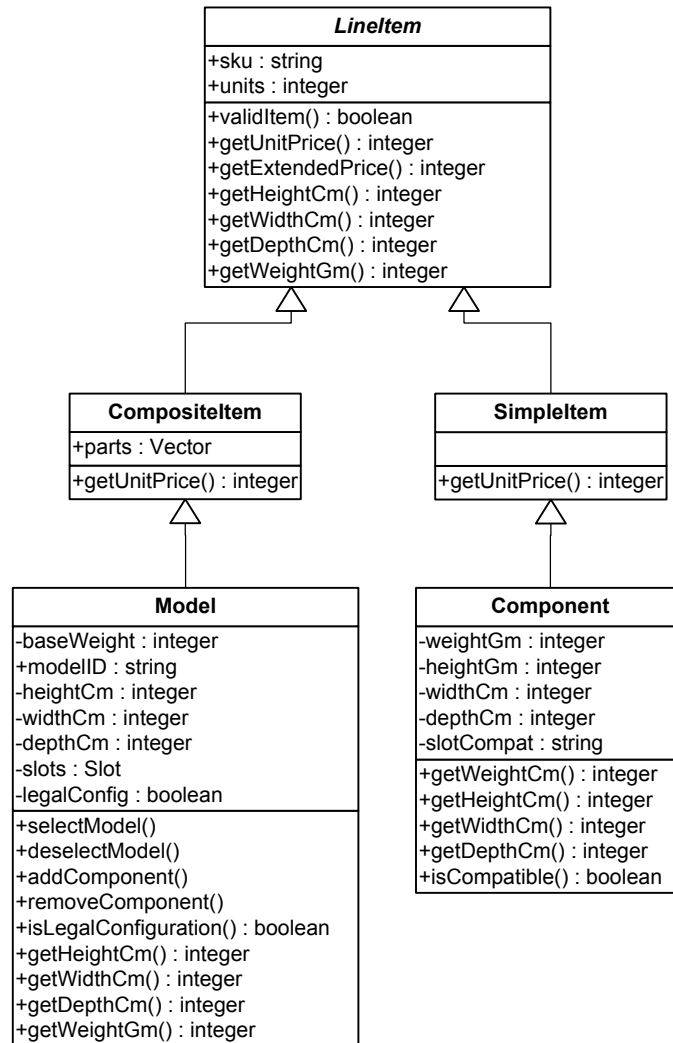 LineItem
+sku : string
+units : integer
+validItem() : boolean
+getUnitPrice() : integer
+getExtendedPrice() : integer
+getHeightCm() : integer
+getWidthCm() : integer
+getDepthCm() : integer
+getWeightGm() : integer
CompositeItem
+parts : Vector
+getUnitPrice() : integer
SimpleItem
+getUnitPrice() : integer
Model
-baseWeight : integer
+modelID : string
-heightCm : integer
-widthCm : integer
-depthCm : integer
-slots : Slot
-legalConfig : boolean
+selectModel()
+deselectModel()
+addComponent()
+removeComponent()
+isLegalConfiguration() : boolean
+getHeightCm() : integer
+getWidthCm() : integer
+getDepthCm() : integer
+getWeightGm() : integer
Component
-weightGm : integer
-heightGm : integer
-widthCm : integer
-depthCm : integer
-slotCompat : string
+getWeightCm() : integer
+getHeightCm() : integer
+getWidthCm() : integer
+getDepthCm() : integer
+isCompatible() : boolean